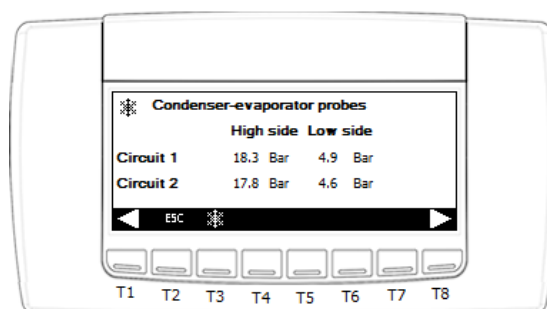 Condenser-evaporator probes
High side Low side
Circuit 1 18.3 Bar 4.9 Bar
Circuit 2 17.8 Bar 4.6 Bar
ESC
T1 T2 T3 T4 T5 T6 T7 T8